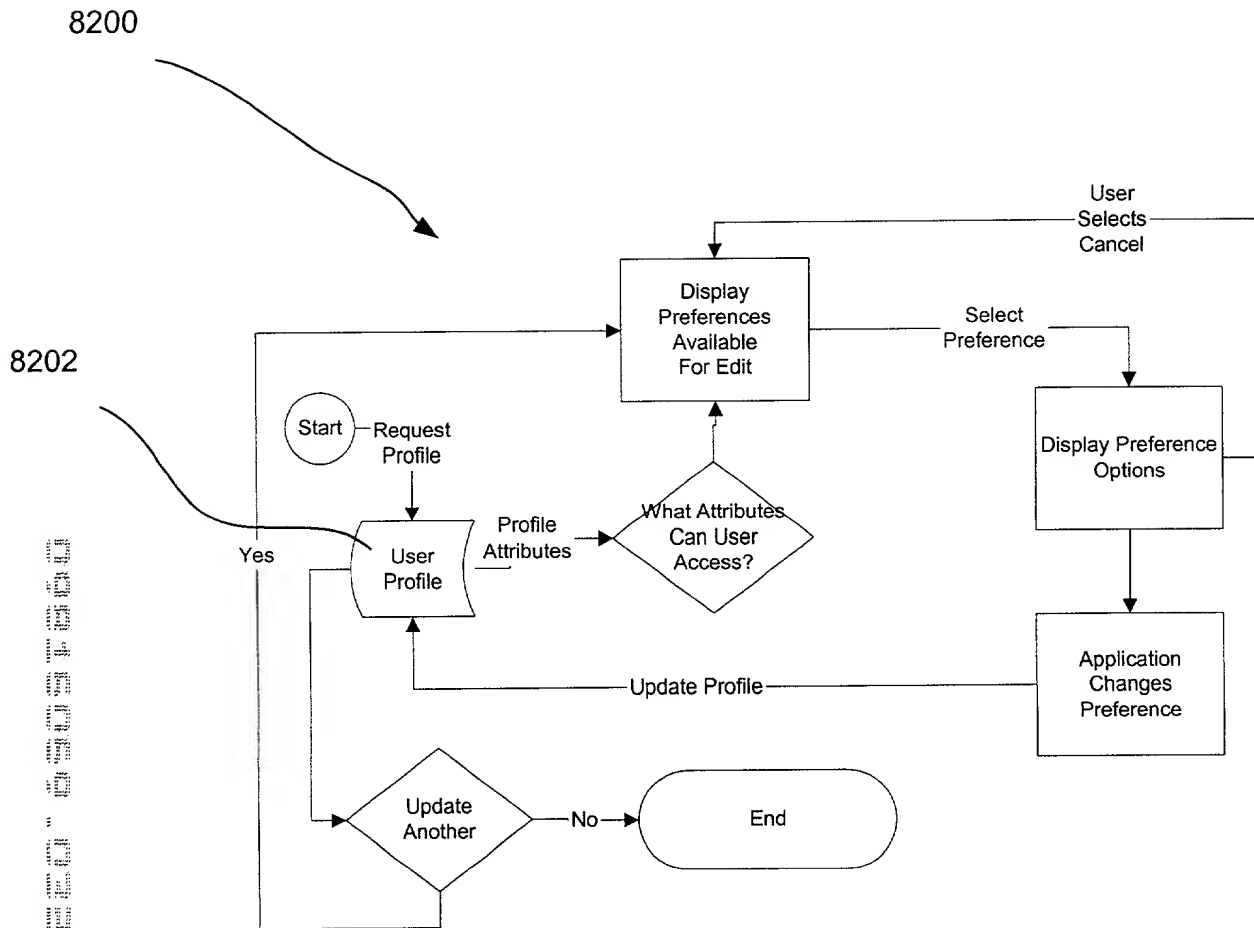 8200
User
Selects
Cancel
Display
Preferences
Available
For Edit
Select
Preference
8202
Start
Request
Profile
Display Preference
Options
What Attributes
Can User
Access?
Profile
Attributes
User
Profile
Yes
Application
Changes
Preference
Update Profile
Update
Another
No
End